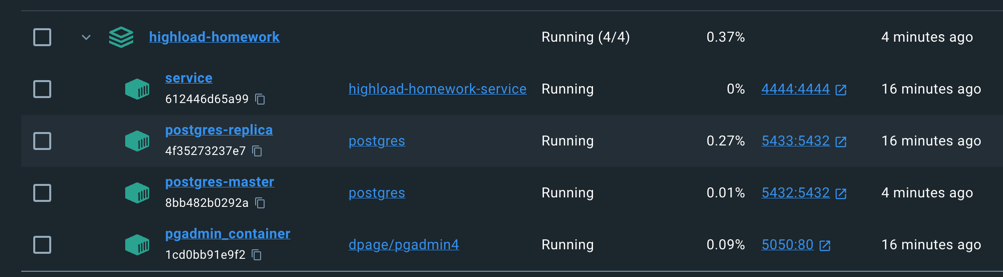 highload-homework Running (4/4) 0.37% 4 minutes ago
service
612446d65a99 highload-homework-service Running 0% 4444:4444 16 minutes ago
postgres-replica
4f35273237e7 postgres Running 0.27% 5433:5432 16 minutes ago
postgres-master
8bb482b0292a postgres Running 0.01% 5432:5432 4 minutes ago
pgadmin_container
1cd0bb91e9f2 dpage/pgadmin4 Running 0.09% 5050:80 16 minutes ago